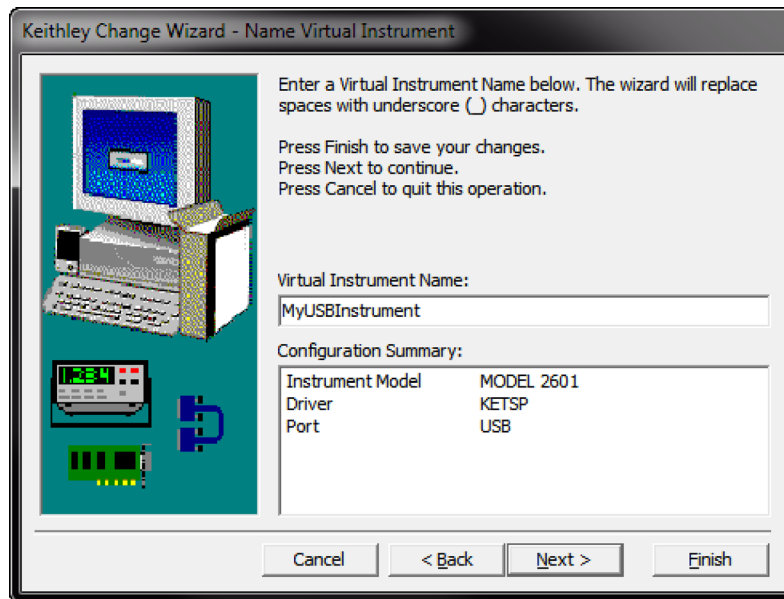 Keithley Change Wizard - Name Virtual Instrument
Enter a Virtual Instrument Name below. The wizard will replace
spaces with underscore (_) characters.
Press Finish to save your changes.
Press Next to continue.
Press Cancel to quit this operation.
Virtual Instrument Name:
MyUSBInstrument
Configuration Summary:
Instrument Model MODEL 2601
Driver KETSP
Port USB
1.234
Cancel < Back Next > Finish